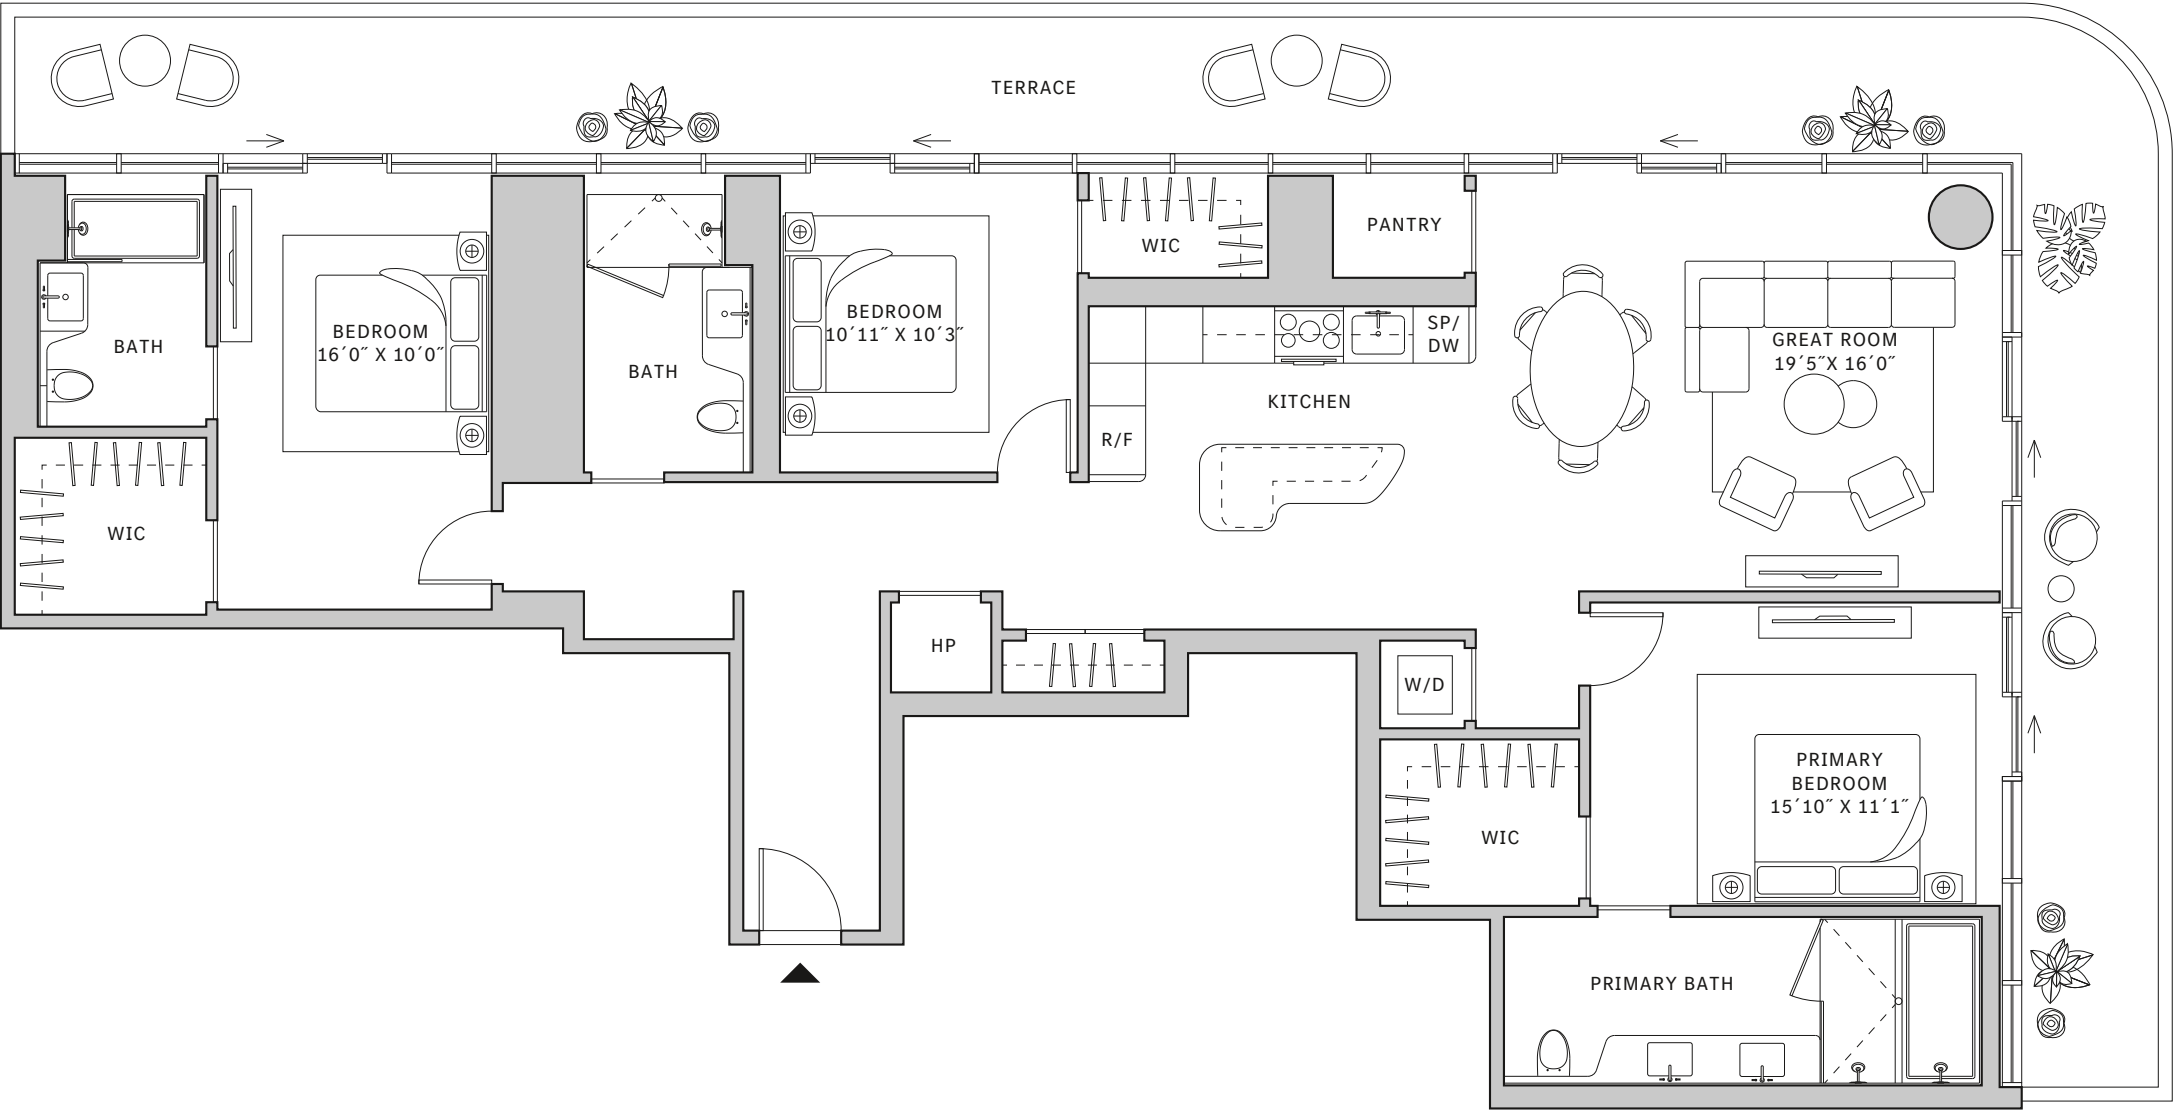 TERRACE
BATH
BEDROOM
16′0″ X 10′0″
WIC
BATH
BEDROOM
10′11″ X 10′3″
WIC
PANTRY
SP/
DW
KITCHEN
R/F
GREAT ROOM
19′5″X 16′0″
HP
W/D
WIC
PRIMARY
BEDROOM
15′10″ X 11′1″
PRIMARY BATH